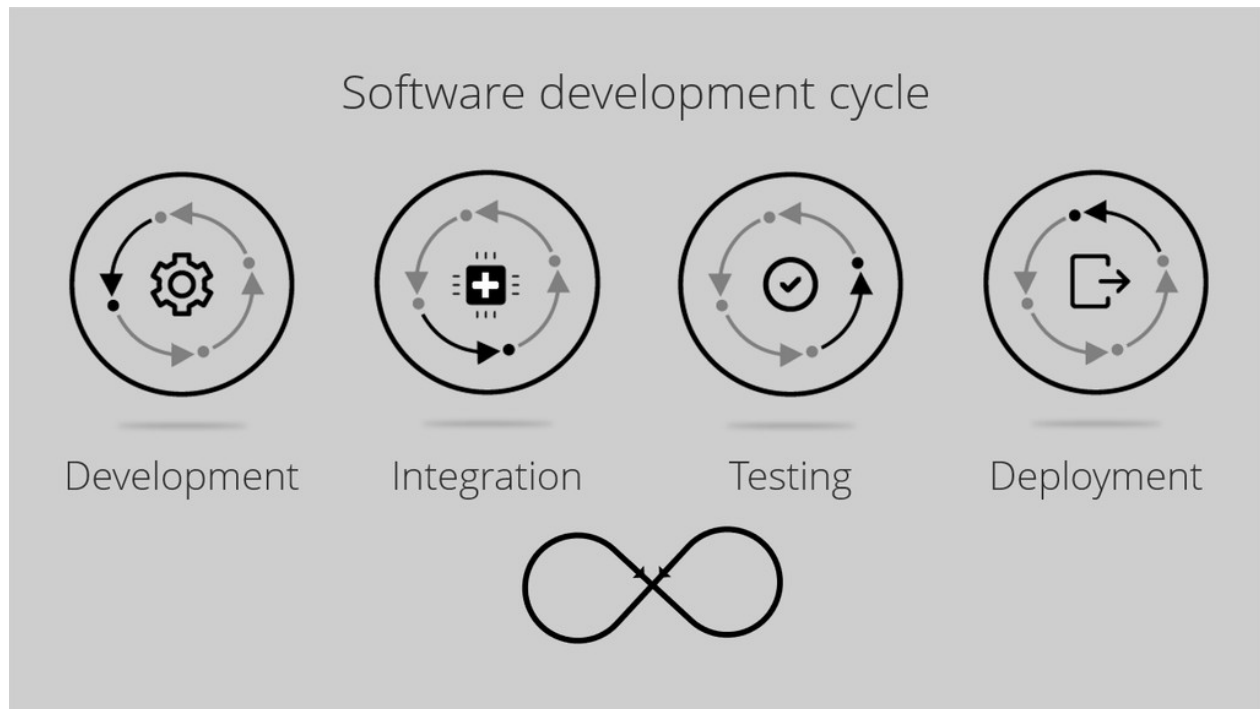 Software development cycle
Development
Integration
Testing
Deployment